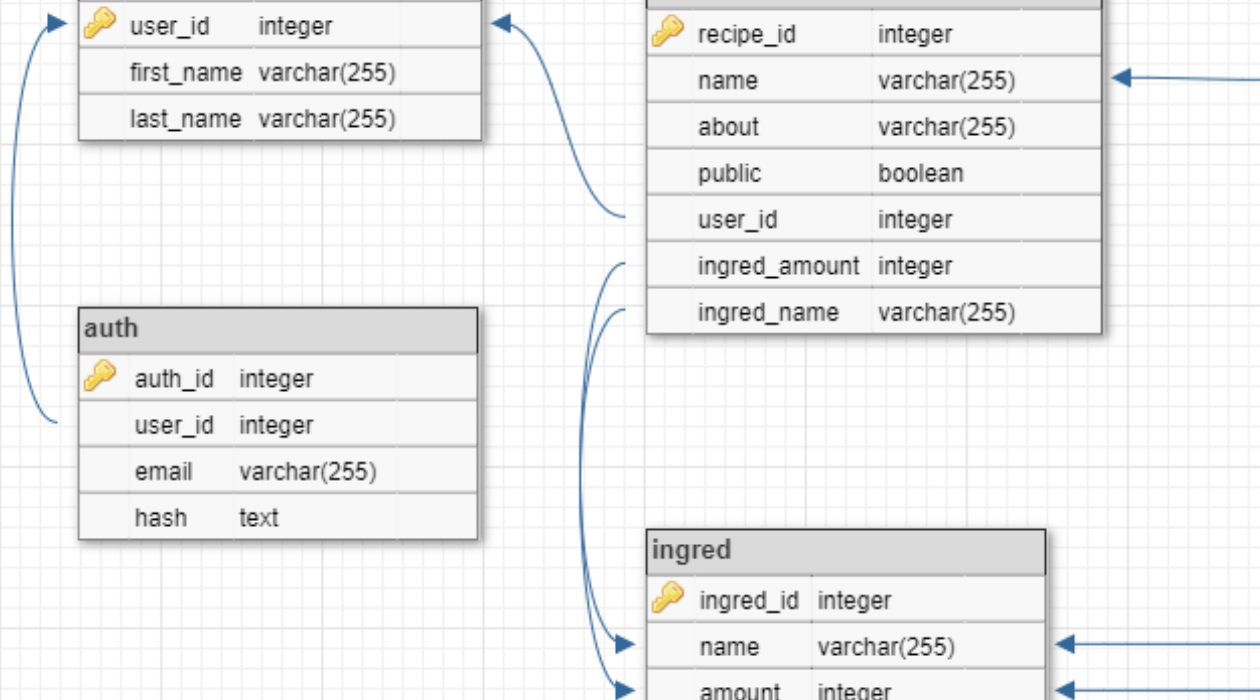 user_id integer
first_name varchar(255)
last_name varchar(255)
recipe_id integer
name varchar(255)
about varchar(255)
public boolean
user_id integer
ingred_amount integer
ingred_name varchar(255)
auth
auth_id integer
user_id integer
email varchar(255)
hash text
ingred
ingred_id integer
name varchar(255)
amount integer